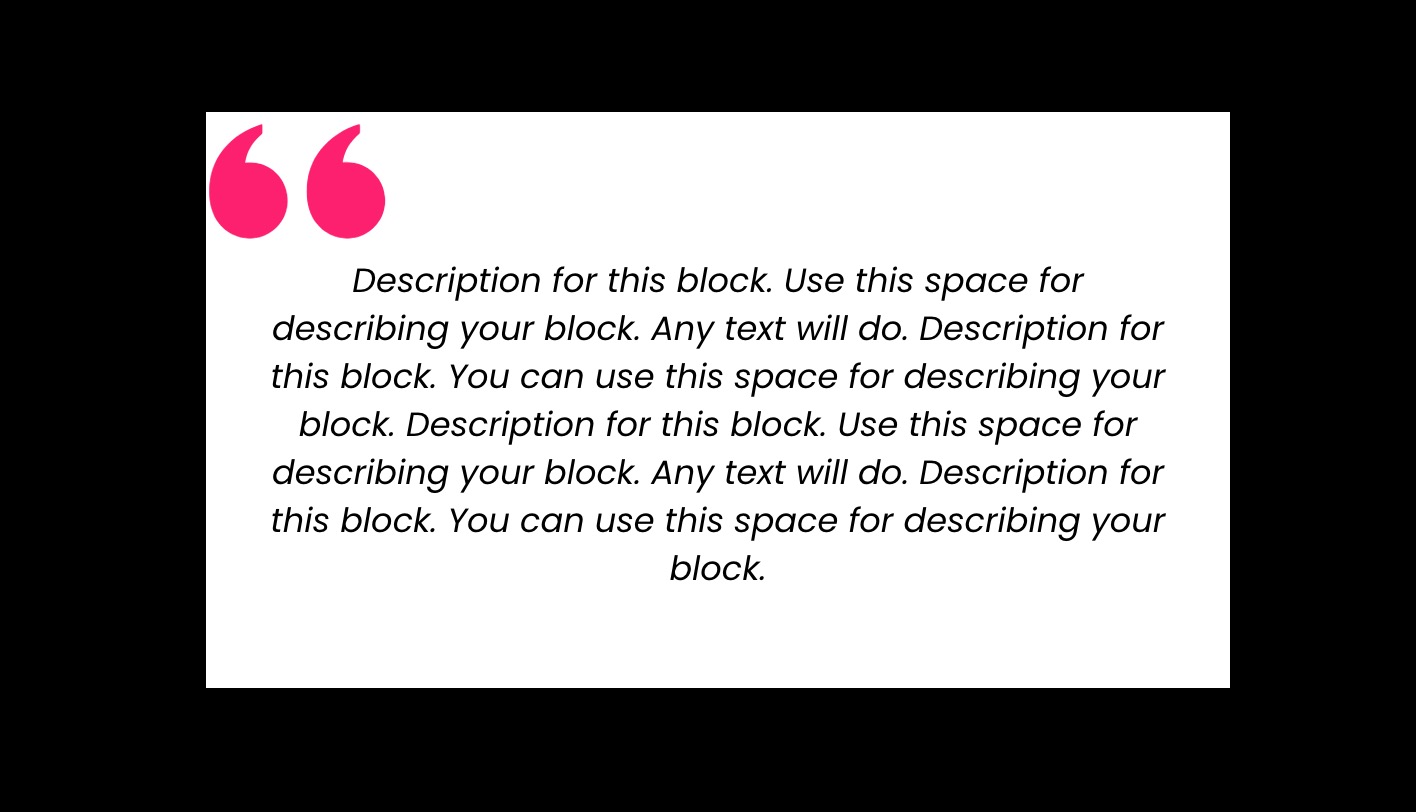 “
Description for this block. Use this space for
describing your block. Any text will do. Description for
this block. You can use this space for describing your
block. Description for this block. Use this space for
describing your block. Any text will do. Description for
this block. You can use this space for describing your
block.